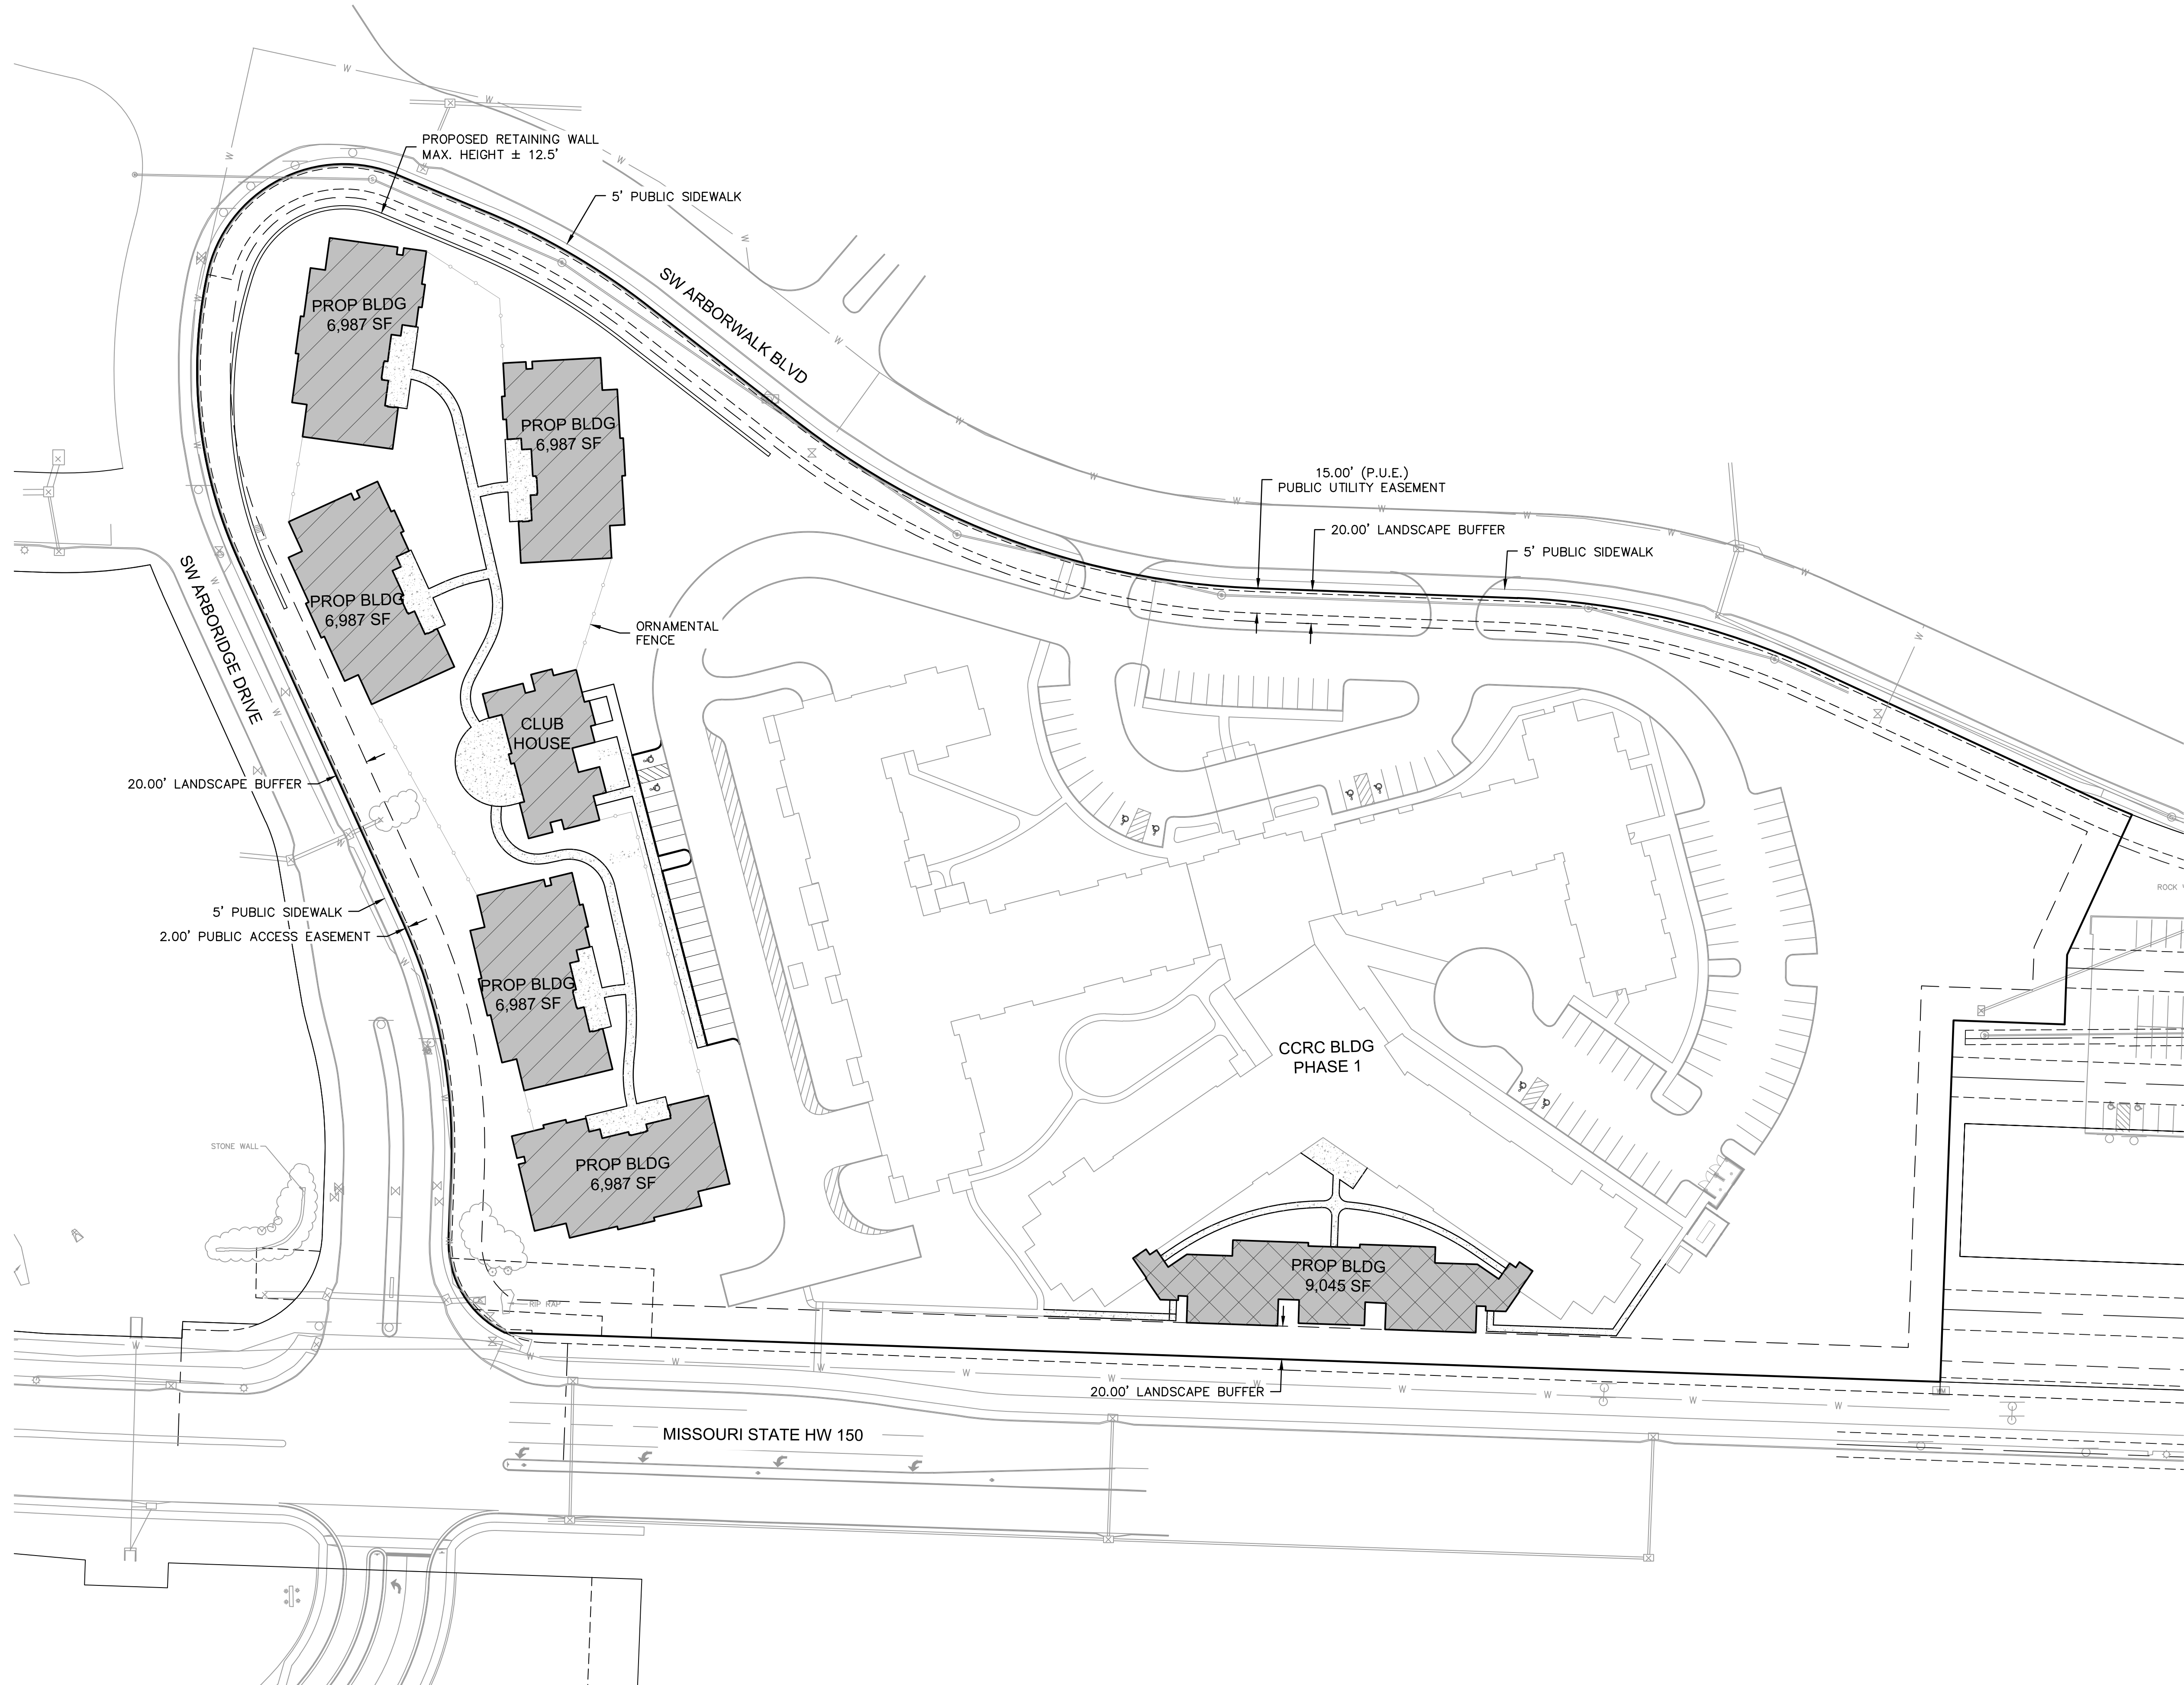 PROPOSED RETAINING WALL
MAX. HEIGHT ± 12.5'
5' PUBLIC SIDEWALK
SW ARBORWALK BLVD
PROP BLDG
6,987 SF
PROP BLDG
6,987 SF
15.00' (P.U.E.)
PUBLIC UTILITY EASEMENT
20.00' LANDSCAPE BUFFER
5' PUBLIC SIDEWALK
SW ARBORIDGE DRIVE
PROP BLDG
6,987 SF
ORNAMENTAL
FENCE
CLUB
HOUSE
20.00' LANDSCAPE BUFFER
5' PUBLIC SIDEWALK
2.00' PUBLIC ACCESS EASEMENT
ROCK
PROP BLDG
6,987 SF
CCRC BLDG
PHASE 1
STONE WALL
PROP BLDG
6,987 SF
PROP BLDG
9,045 SF
RIP RAP
20.00' LANDSCAPE BUFFER
MISSOURI STATE HW 150